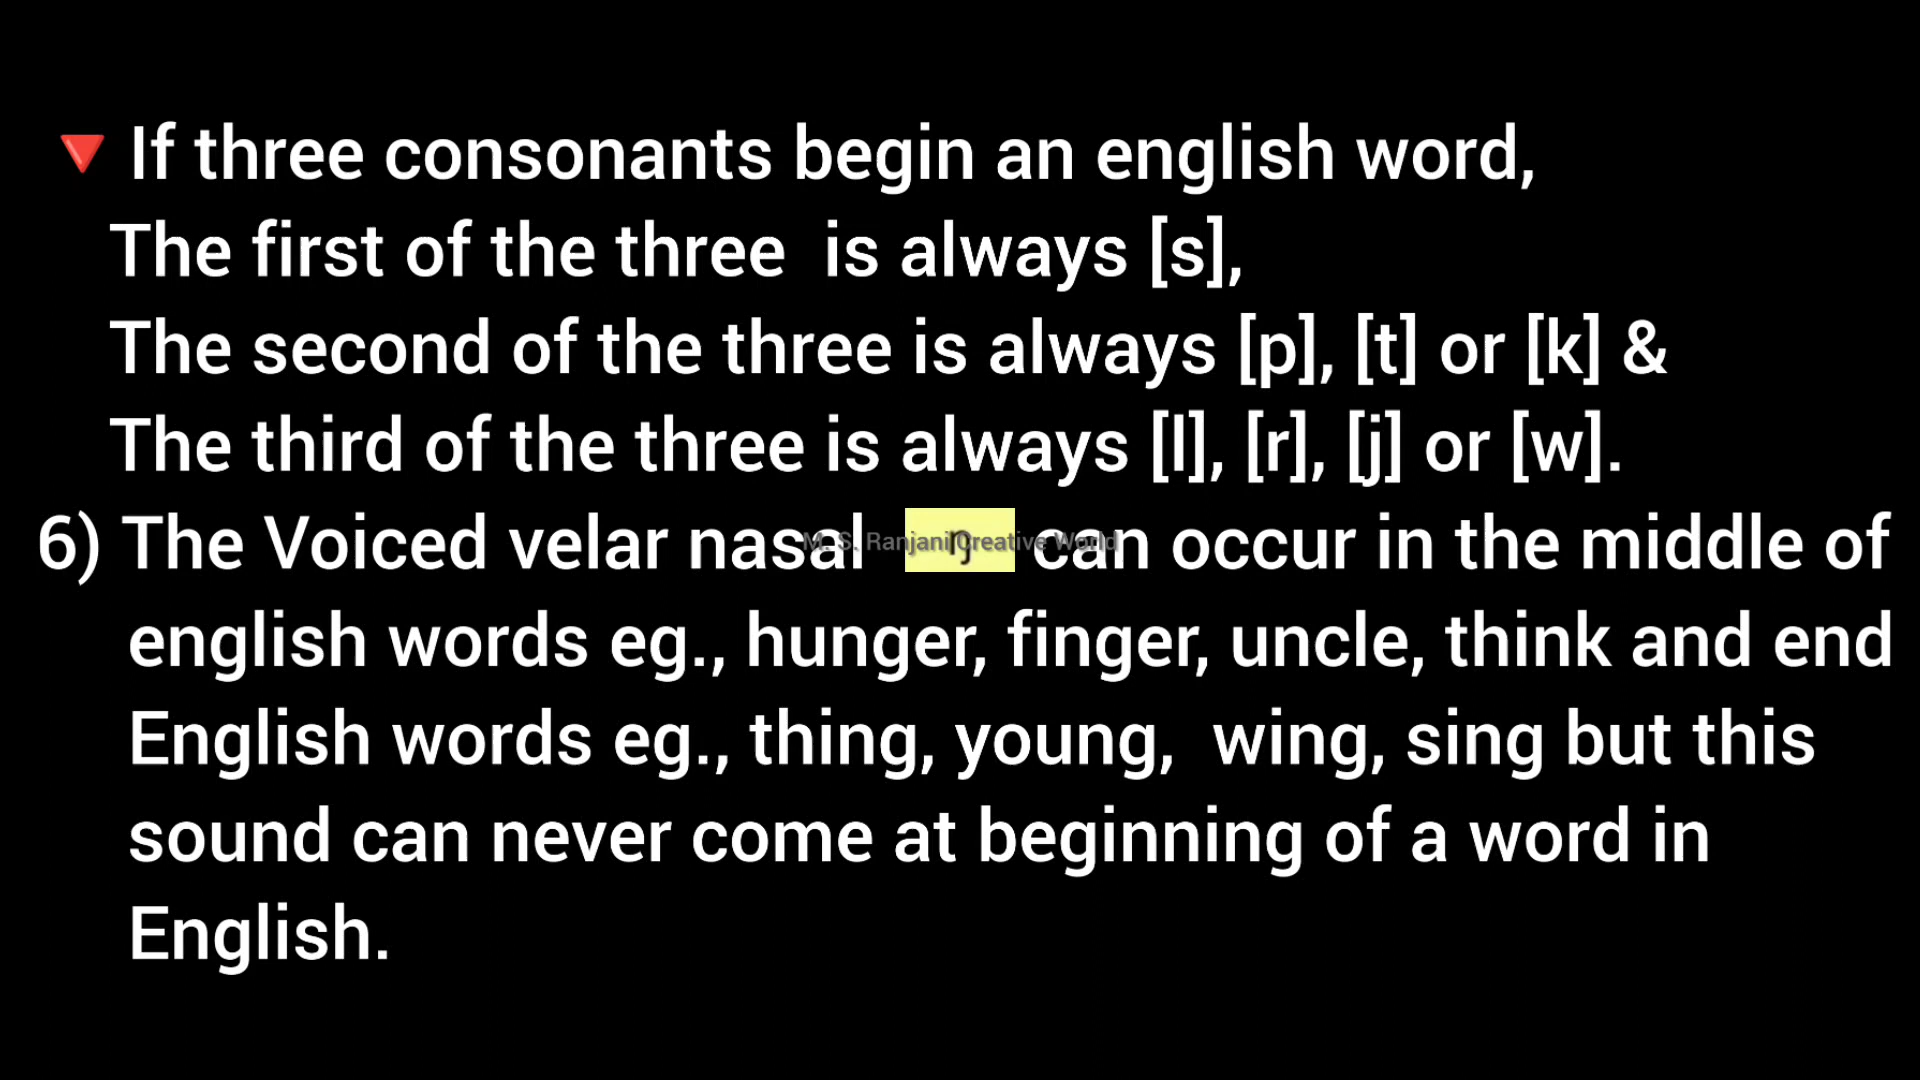 🔻If three consonants begin an english word,
The first of the three is always [s],
The second of the three is always [p], [t] or [k] &
The third of the three is always [l], [r], [j] or [w].
6) The Voiced velar nasal ŋ can occur in the middle of
M. S. Ranjani Creative World
english words eg., hunger, finger, uncle, think and end
English words eg., thing, young, wing, sing but this
sound can never come at beginning of a word in
English.